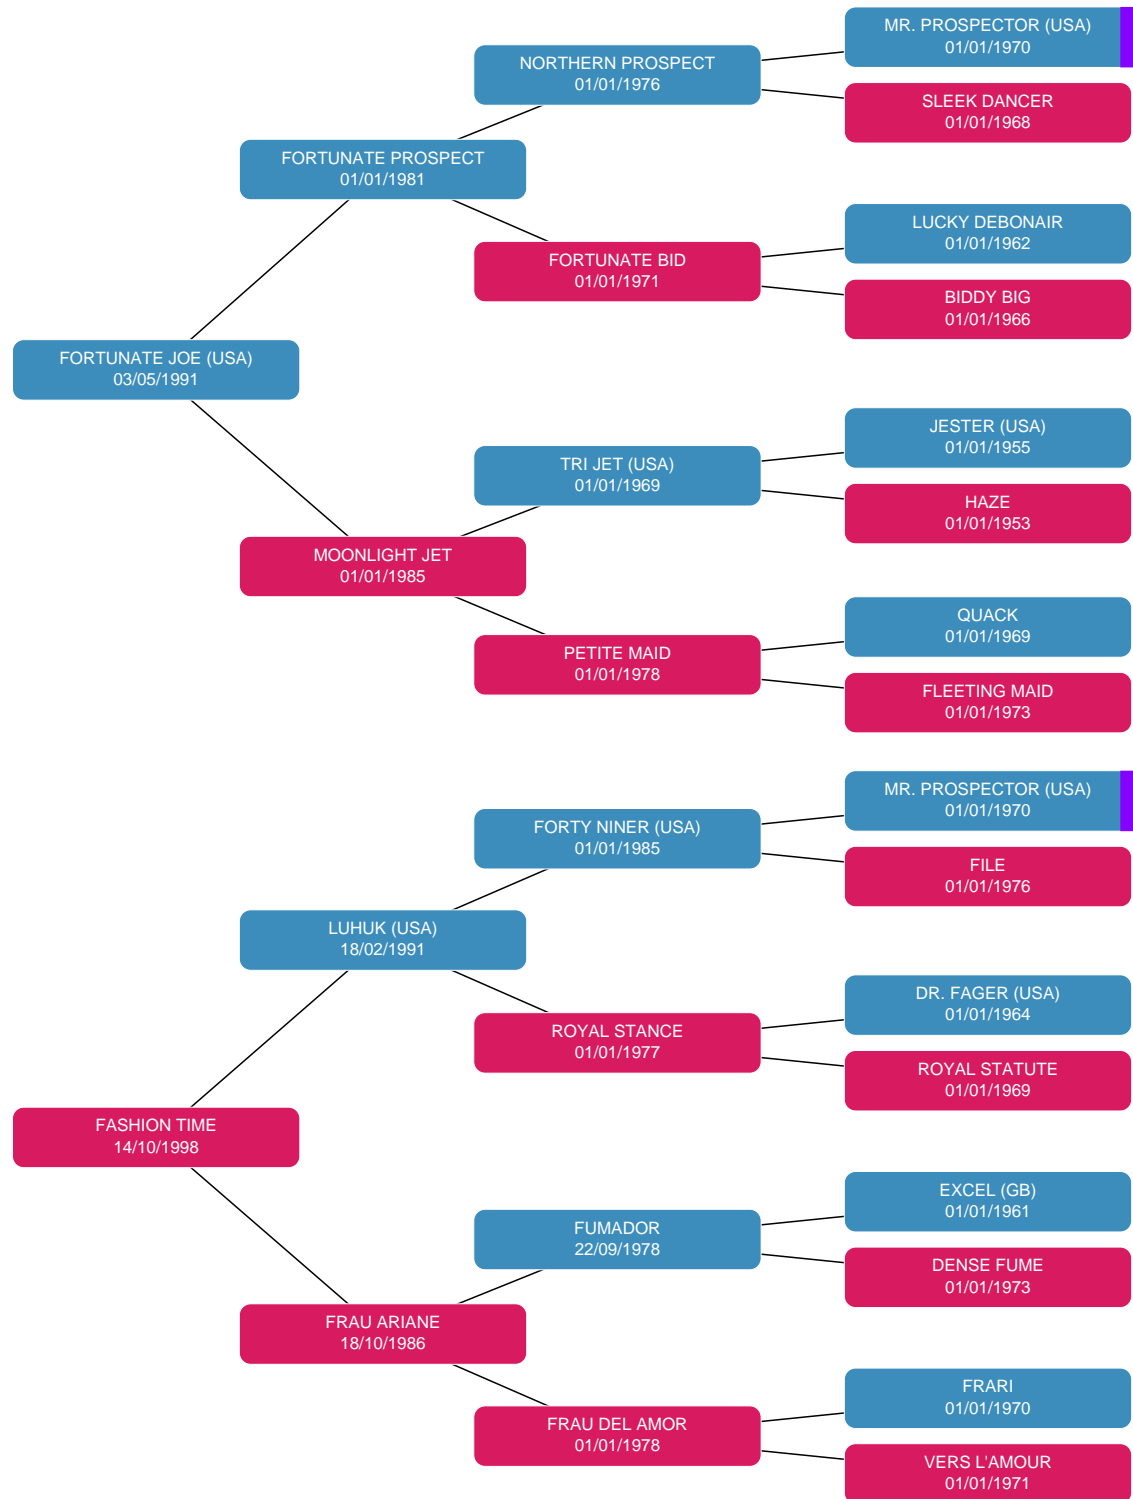 MR. PROSPECTOR (USA)
01/01/1970
NORTHERN PROSPECT
01/01/1976
SLEEK DANCER
01/01/1968
FORTUNATE PROSPECT
01/01/1981
LUCKY DEBONAIR
01/01/1962
FORTUNATE BID
01/01/1971
BIDDY BIG
01/01/1966
FORTUNATE JOE (USA)
03/05/1991
JESTER (USA)
01/01/1955
TRI JET (USA)
01/01/1969
HAZE
01/01/1953
MOONLIGHT JET
01/01/1985
QUACK
01/01/1969
PETITE MAID
01/01/1978
FLEETING MAID
01/01/1973
MR. PROSPECTOR (USA)
01/01/1970
FORTY NINER (USA)
01/01/1985
FILE
01/01/1976
LUHUK (USA)
18/02/1991
DR. FAGER (USA)
01/01/1964
ROYAL STANCE
01/01/1977
ROYAL STATUTE
01/01/1969
FASHION TIME
14/10/1998
EXCEL (GB)
01/01/1961
FUMADOR
22/09/1978
DENSE FUME
01/01/1973
FRAU ARIANE
18/10/1986
FRARI
01/01/1970
FRAU DEL AMOR
01/01/1978
VERS L'AMOUR
01/01/1971